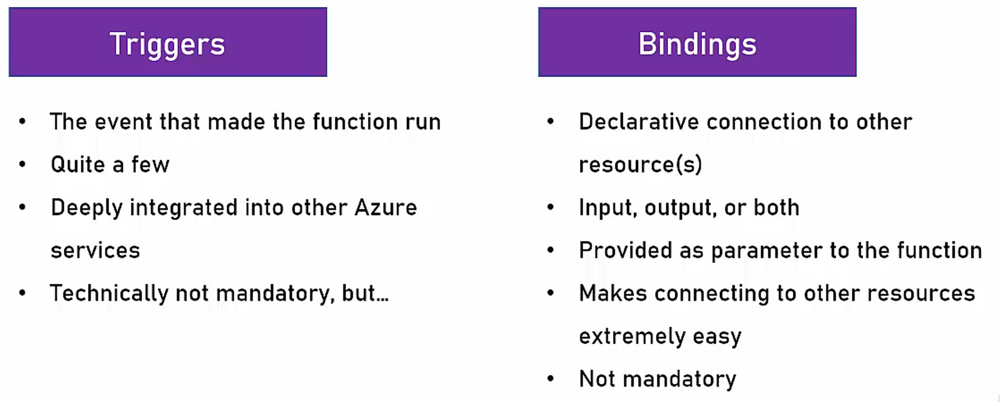 Triggers
• The event that made the function run
• Quite a few
• Deeply integrated into other Azure
services
• Technically not mandatory, but...
Bindings
• Declarative connection to other
resource(s)
• Input, output, or both
• Provided as parameter to the function
• Makes connecting to other resources
extremely easy
• Not mandatory